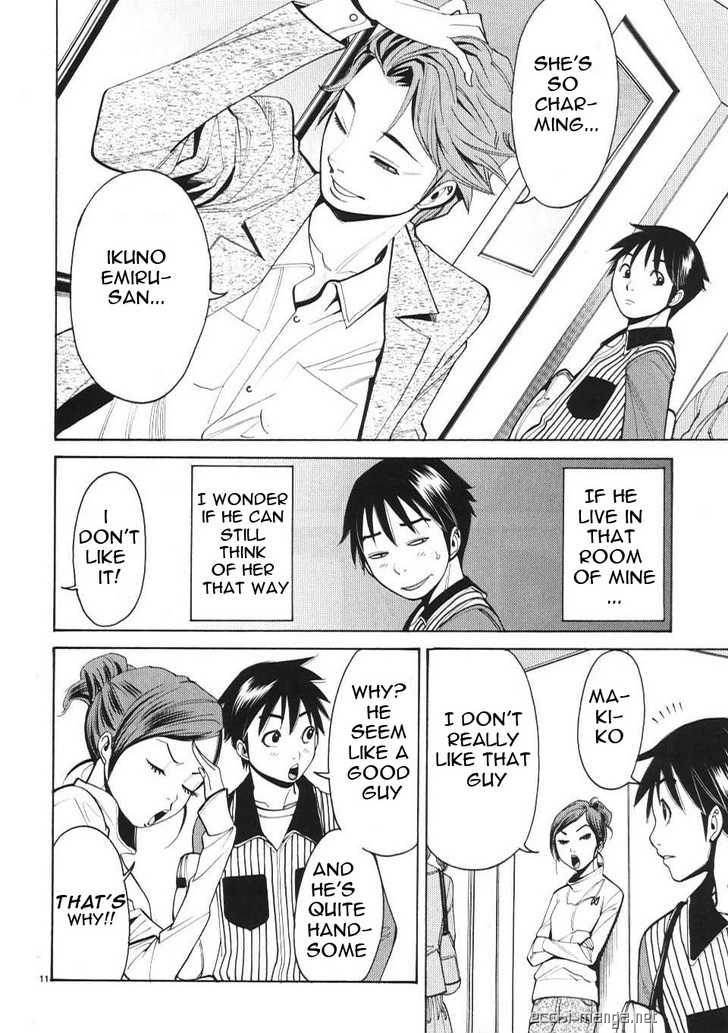 SHE'S
SO
CHAR-
MING...
IKUNO
EMIRU-
SAN...
IF HE
LIVE IN
THAT
ROOM
OF MINE
...
I WONDER
IF HE CAN
STILL
THINK
OF HER
THAT WAY
I
DON'T
LIKE
IT!
MA-
KI-
KO
I DON'T
REALLY
LIKE THAT
GUY
WHY?
HE
SEEM
LIKE A
GOOD
GUY
AND
HE'S
QUITE
HAND-
SOME
THAT'S
WHY!!
11